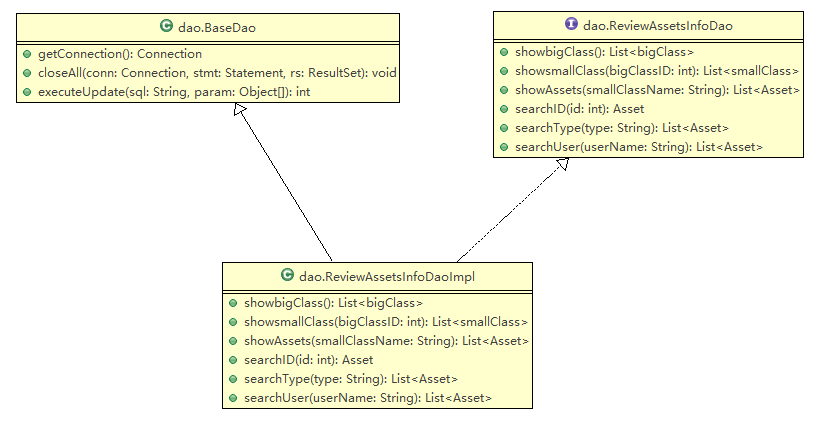 C dao.BaseDao
getConnection(): Connection
closeAll(conn: Connection, stmt: Statement, rs: ResultSet): void
executeUpdate(sql: String, param: Object[]): int
I dao.ReviewAssetsInfoDao
showbigClass(): List<bigClass>
showsmallClass(bigClassID: int): List<smallClass>
showAssets(smallClassName: String): List<Asset>
searchID(id: int): Asset
searchType(type: String): List<Asset>
searchUser(userName: String): List<Asset>
C dao.ReviewAssetsInfoDaoImpl
showbigClass(): List<bigClass>
showsmallClass(bigClassID: int): List<smallClass>
showAssets(smallClassName: String): List<Asset>
searchID(id: int): Asset
searchType(type: String): List<Asset>
searchUser(userName: String): List<Asset>